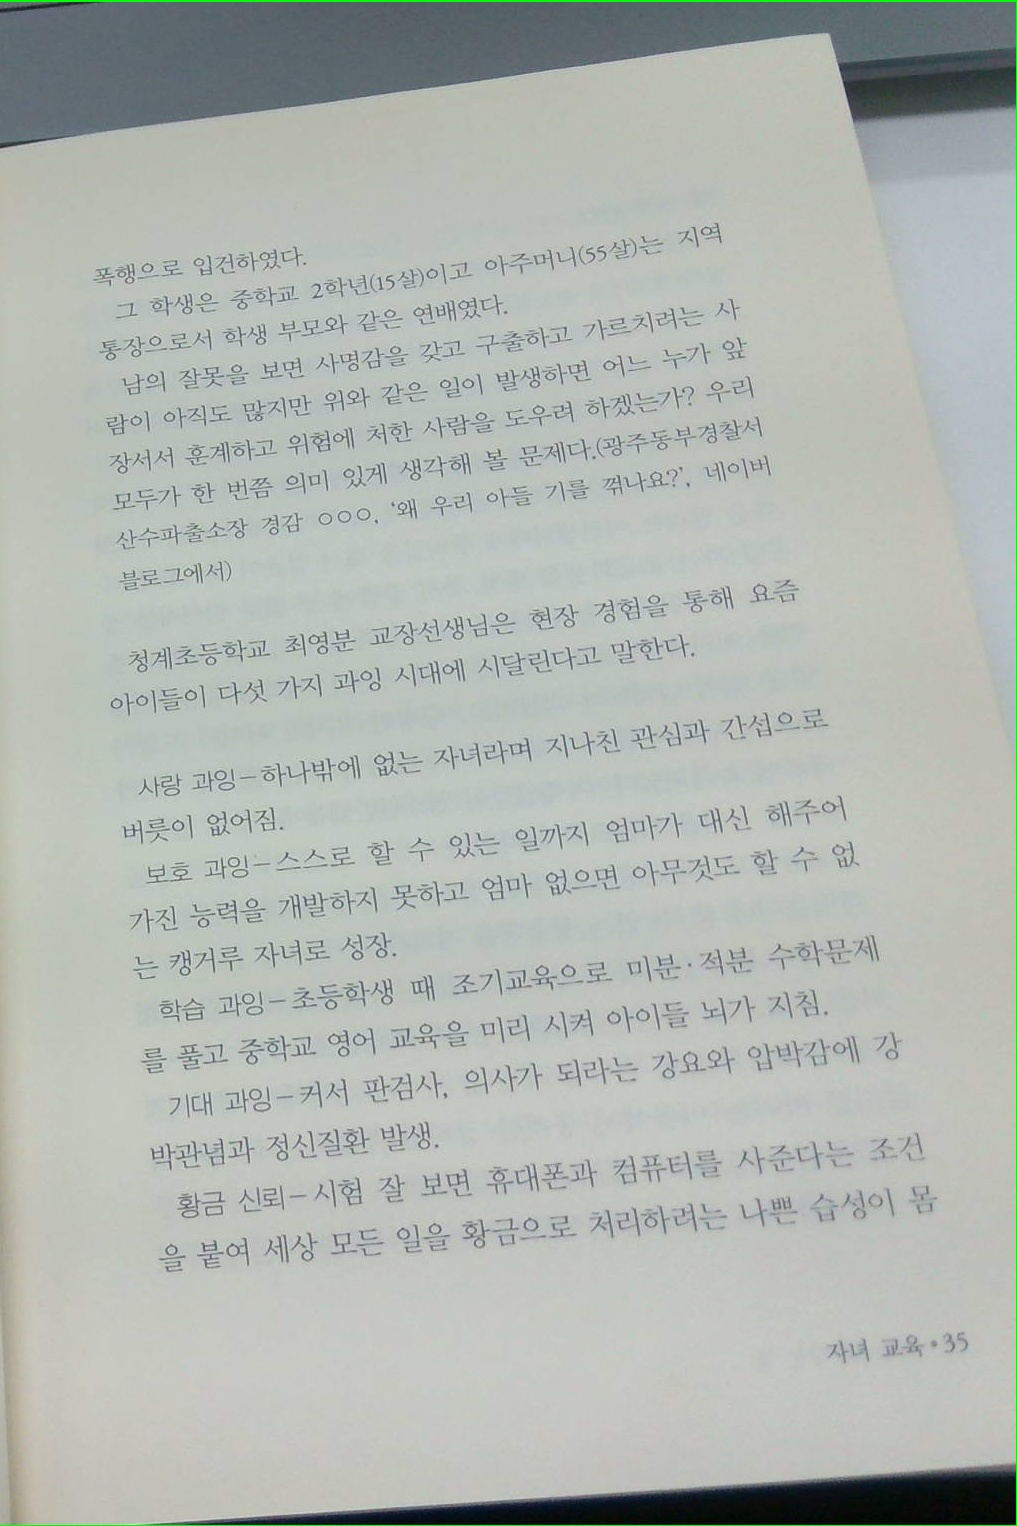 폭행으로 입건하였다.
그 학생은 중학교 2학년(15살)이고 아주머니(55살)는 지역
통장으로서 학생 부모와 같은 연배였다.
남의 잘못을 보면 사명감을 갖고 구출하고 가르치려는 사
람이 아직도 많지만 위와 같은 일이 발생하면 어느 누가 앞
장서서 훈계하고 위험에 처한 사람을 도우려 하겠는가? 우리
모두가 한 번쯤 의미 있게 생각해 볼 문제다.(광주동부경찰서
산수파출소장 경감 ○○○, ‘왜 우리 아들 기를 꺾나요?’, 네이버
블로그에서)
청계초등학교 최영분 교장선생님은 현장 경험을 통해 요즘
아이들이 다섯 가지 과잉 시대에 시달린다고 말한다.
사랑 과잉–하나밖에 없는 자녀라며 지나친 관심과 간섭으로
버릇이 없어짐.
보호 과잉–스스로 할 수 있는 일까지 엄마가 대신 해주어
가진 능력을 개발하지 못하고 엄마 없으면 아무것도 할 수 없
는 캥거루 자녀로 성장.
학습 과잉–초등학생 때 조기교육으로 미분·적분 수학문제
를 풀고 중학교 영어 교육을 미리 시켜 아이들 뇌가 지침.
기대 과잉–커서 판검사, 의사가 되라는 강요와 압박감에 강
박관념과 정신질환 발생.
황금 신뢰–시험 잘 보면 휴대폰과 컴퓨터를 사준다는 조건
을 붙여 세상 모든 일을 황금으로 처리하려는 나쁜 습성이 몸
자녀 교육•35